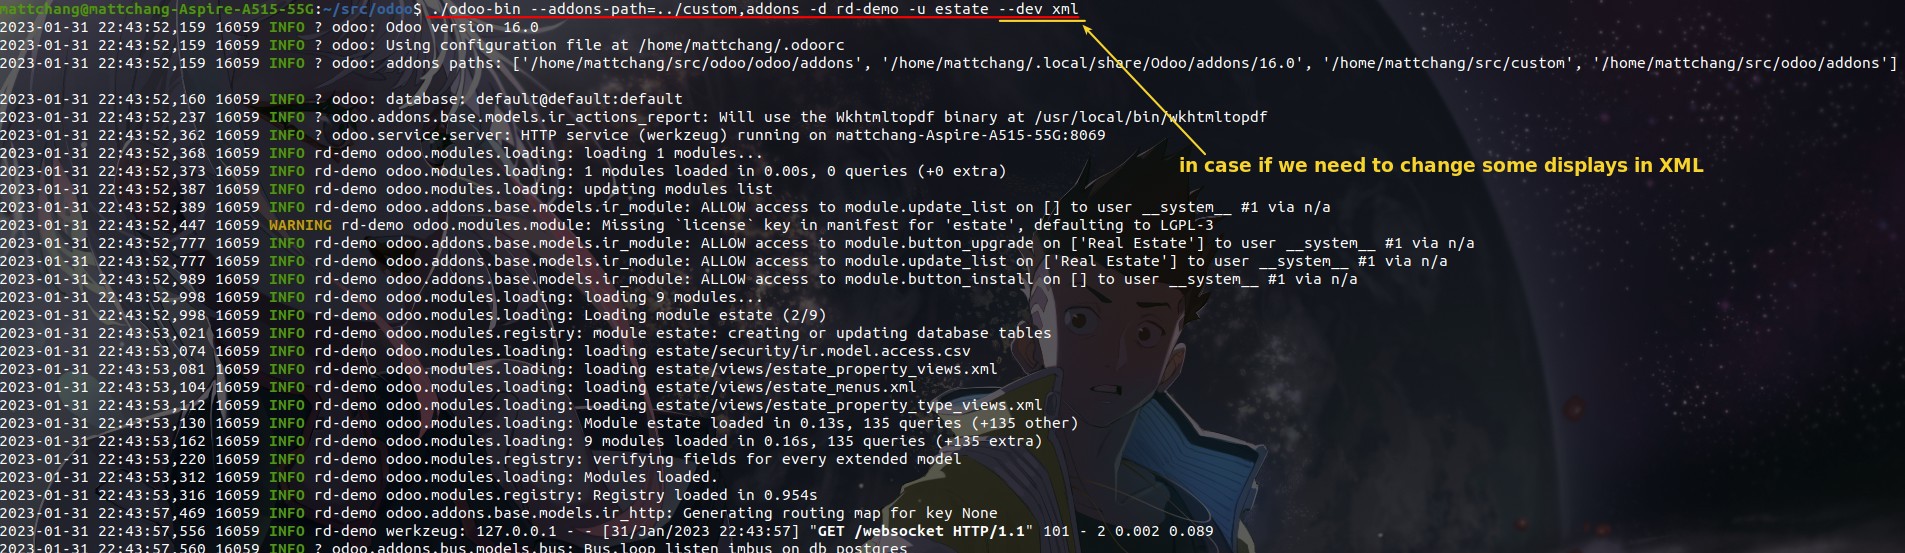 mattchang@mattchang-Aspire-A515-55G:~/src/odoo$ ./odoo-bin --addons-path=../custom,addons -d rd-demo -u estate --dev xml
2023-01-31 22:43:52,159 16059 INFO ? odoo: Odoo version 16.0
2023-01-31 22:43:52,159 16059 INFO ? odoo: Using configuration file at /home/mattchang/.odoorc
2023-01-31 22:43:52,159 16059 INFO ? odoo: addons paths: ['/home/mattchang/src/odoo/odoo/addons', '/home/mattchang/.local/share/Odoo/addons/16.0', '/home/mattchang/src/custom', '/home/mattchang/src/odoo/addons']
2023-01-31 22:43:52,160 16059 INFO ? odoo: database: default@default:default
2023-01-31 22:43:52,237 16059 INFO ? odoo.addons.base.models.ir_actions_report: Will use the Wkhtmltopdf binary at /usr/local/bin/wkhtmltopdf
2023-01-31 22:43:52,362 16059 INFO ? odoo.service.server: HTTP service (werkzeug) running on mattchang-Aspire-A515-55G:8069
2023-01-31 22:43:52,368 16059 INFO rd-demo odoo.modules.loading: loading 1 modules...
in case if we need to change some displays in XML
2023-01-31 22:43:52,373 16059 INFO rd-demo odoo.modules.loading: 1 modules loaded in 0.00s, 0 queries (+0 extra)
2023-01-31 22:43:52,387 16059 INFO rd-demo odoo.modules.loading: updating modules list
2023-01-31 22:43:52,389 16059 INFO rd-demo odoo.addons.base.models.ir_module: ALLOW access to module.update_list on [] to user __system__ #1 via n/a
2023-01-31 22:43:52,447 16059 WARNING rd-demo odoo.modules.module: Missing `license` key in manifest for 'estate', defaulting to LGPL-3
2023-01-31 22:43:52,777 16059 INFO rd-demo odoo.addons.base.models.ir_module: ALLOW access to module.button_upgrade on ['Real Estate'] to user __system__ #1 via n/a
2023-01-31 22:43:52,777 16059 INFO rd-demo odoo.addons.base.models.ir_module: ALLOW access to module.update_list on ['Real Estate'] to user __system__ #1 via n/a
2023-01-31 22:43:52,989 16059 INFO rd-demo odoo.addons.base.models.ir_module: ALLOW access to module.button_install on [] to user __system__ #1 via n/a
2023-01-31 22:43:52,998 16059 INFO rd-demo odoo.modules.loading: loading 9 modules...
2023-01-31 22:43:52,998 16059 INFO rd-demo odoo.modules.loading: Loading module estate (2/9)
2023-01-31 22:43:53,021 16059 INFO rd-demo odoo.modules.registry: module estate: creating or updating database tables
2023-01-31 22:43:53,074 16059 INFO rd-demo odoo.modules.loading: loading estate/security/ir.model.access.csv
2023-01-31 22:43:53,081 16059 INFO rd-demo odoo.modules.loading: loading estate/views/estate_property_views.xml
2023-01-31 22:43:53,104 16059 INFO rd-demo odoo.modules.loading: loading estate/views/estate_menus.xml
2023-01-31 22:43:53,112 16059 INFO rd-demo odoo.modules.loading: loading estate/views/estate_property_type_views.xml
2023-01-31 22:43:53,130 16059 INFO rd-demo odoo.modules.loading: Module estate loaded in 0.13s, 135 queries (+135 other)
2023-01-31 22:43:53,162 16059 INFO rd-demo odoo.modules.loading: 9 modules loaded in 0.16s, 135 queries (+135 extra)
2023-01-31 22:43:53,220 16059 INFO rd-demo odoo.modules.registry: verifying fields for every extended model
2023-01-31 22:43:53,312 16059 INFO rd-demo odoo.modules.loading: Modules loaded.
2023-01-31 22:43:53,316 16059 INFO rd-demo odoo.modules.registry: Registry loaded in 0.954s
2023-01-31 22:43:57,469 16059 INFO rd-demo odoo.addons.base.models.ir_http: Generating routing map for key None
2023-01-31 22:43:57,556 16059 INFO rd-demo werkzeug: 127.0.0.1 - - [31/Jan/2023 22:43:57] "GET /websocket HTTP/1.1" 101 - 2 0.002 0.089
2023-01-31 22:43:57,560 16059 INFO ? odoo.addons.bus.models.bus: Bus.loop listen imbus on db postgres